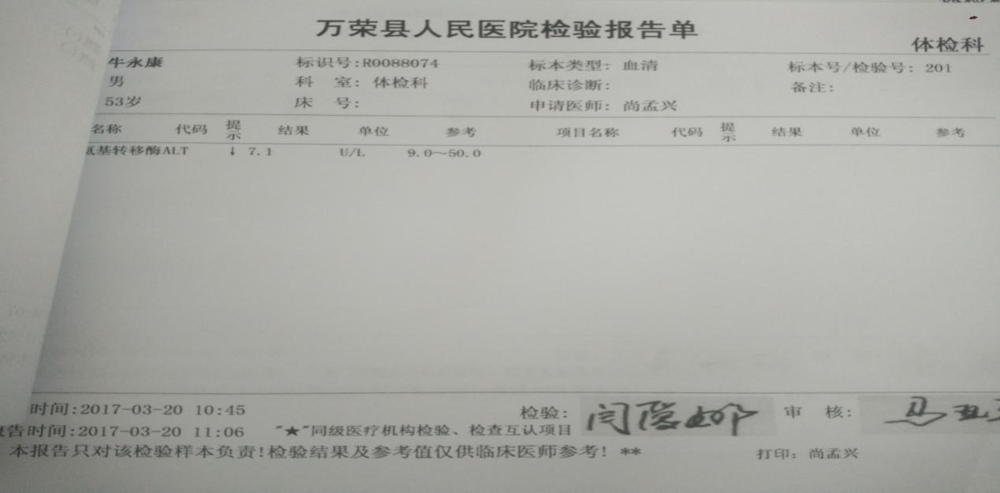 万荣县人民医院检验报告单
体检科
牛永康 标识号:R0088074 标本类型: 血清 标本号/检验号: 201
男 科 室: 体检科 临床诊断: 备注:
53岁 床 号: 申请医师: 尚孟兴
名称 代码 提示 结果 单位 参考 项目名称 代码 提示 结果 单位 参考
氨基转移酶ALT ↓ 7.1 U/L 9.0~50.0
时间:2017-03-20 10:45 检验: 审 核:
报告时间:2017-03-20 11:06 "★"同级医疗机构检验、检查互认项目
本报告只对该检验样本负责!检验结果及参考值仅供临床医师参考! ** 打印: 尚孟兴